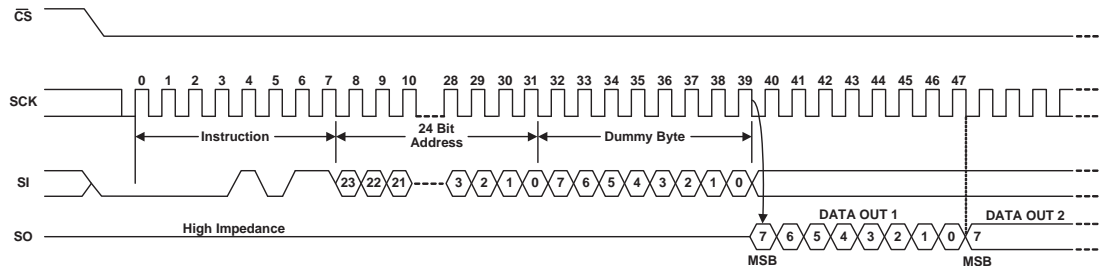 CS
0 1 2 3 4 5 6 7 8 9 10 28 29 30 31 32 33 34 35 36 37 38 39 40 41 42 43 44 45 46 47
SCK
Instruction 24 Bit Address Dummy Byte
SI 23 22 21 3 2 1 0 7 6 5 4 3 2 1 0
High Impedance DATA OUT 1 DATA OUT 2
SO 7 6 5 4 3 2 1 0 7
MSB MSB